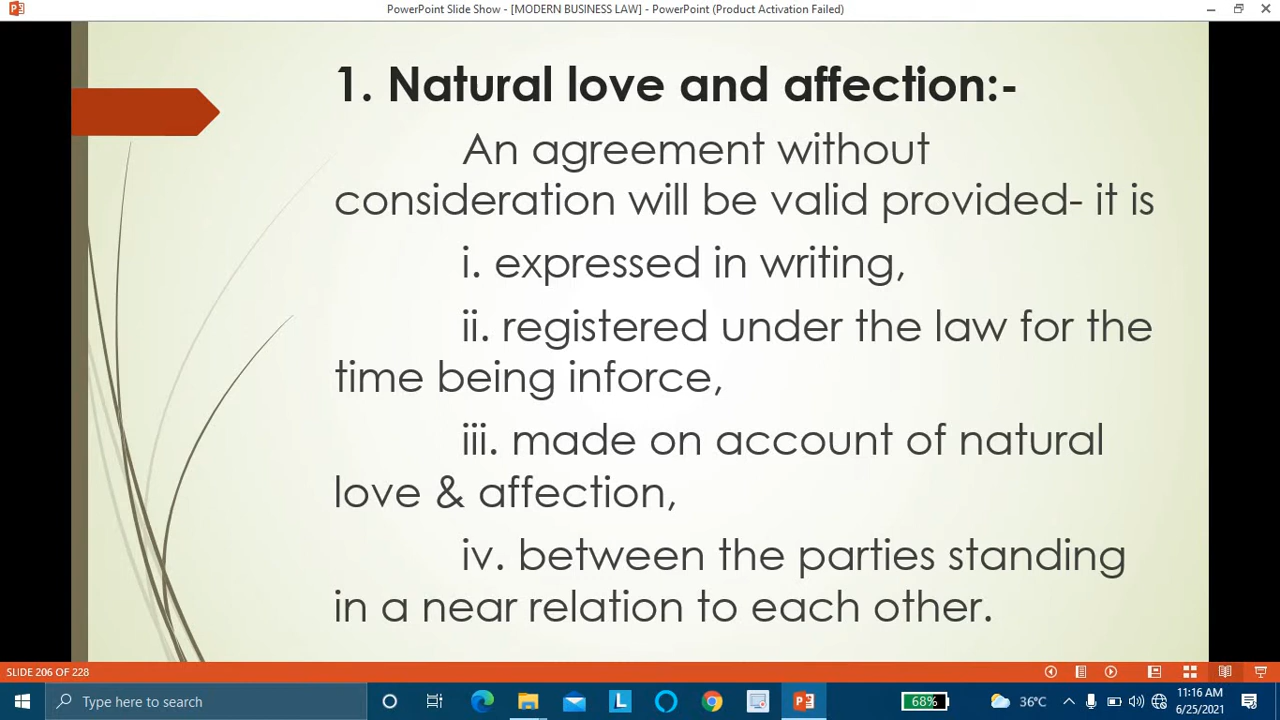 PowerPoint Slide Show - [MODERN BUSINESS LAW] - PowerPoint (Product Activation Failed)
1. Natural love and affection:-
An agreement without
consideration will be valid provided- it is
i. expressed in writing,
ii. registered under the law for the
time being inforce,
iii. made on account of natural
love & affection,
iv. between the parties standing
in a near relation to each other.
SLIDE 206 OF 228
Type here to search
L
68%
36°C
11:16 AM
6/25/2021